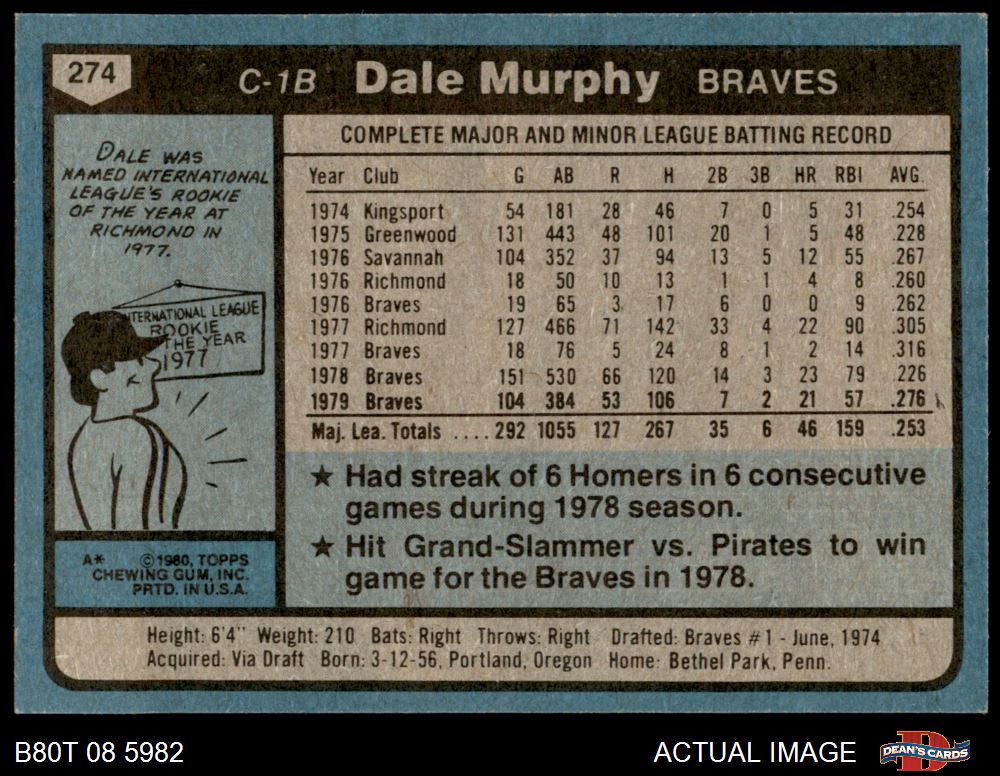 274
C-1B Dale Murphy BRAVES
DALE WAS
NAMED INTERNATIONAL
LEAGUE'S ROOKIE
OF THE YEAR AT
RICHMOND IN
1977.
INTERNATIONAL LEAGUE
ROOKIE
THE YEAR
1977
A* ©1980, TOPPS
CHEWING GUM, INC.
PRTD. IN U.S.A.
COMPLETE MAJOR AND MINOR LEAGUE BATTING RECORD
Year Club G AB R H 2B 3B HR RBI AVG.
1974 Kingsport 54 181 28 46 7 0 5 31 .254
1975 Greenwood 131 443 48 101 20 1 5 48 .228
1976 Savannah 104 352 37 94 13 5 12 55 .267
1976 Richmond 18 50 10 13 1 1 4 8 .260
1976 Braves 19 65 3 17 6 0 0 9 .262
1977 Richmond 127 466 71 142 33 4 22 90 .305
1977 Braves 18 76 5 24 8 1 2 14 .316
1978 Braves 151 530 66 120 14 3 23 79 .226
1979 Braves 104 384 53 106 7 2 21 57 .276
Maj. Lea. Totals .... 292 1055 127 267 35 6 46 159 .253
★ Had streak of 6 Homers in 6 consecutive
games during 1978 season.
★ Hit Grand-Slammer vs. Pirates to win
game for the Braves in 1978.
Height: 6'4" Weight: 210 Bats: Right Throws: Right Drafted: Braves #1 - June, 1974
Acquired: Via Draft Born: 3-12-56, Portland, Oregon Home: Bethel Park, Penn.
B80T 08 5982
ACTUAL IMAGE
D
DEAN'S CARDS